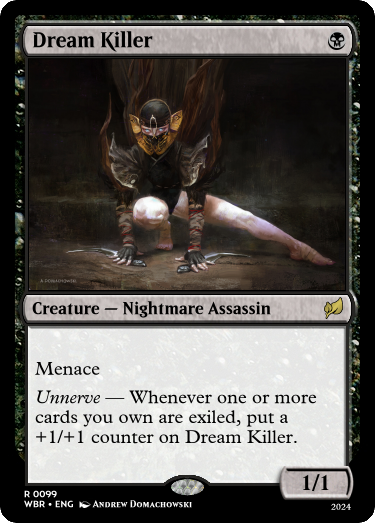 Dream Killer
R.DOMACHOWSKI
Creature — Nightmare Assassin
Menace
Unnerve — Whenever one or more
cards you own are exiled, put a
+1/+1 counter on Dream Killer.
1/1
R 0099
WBR • ENG Andrew Domachowski
2024